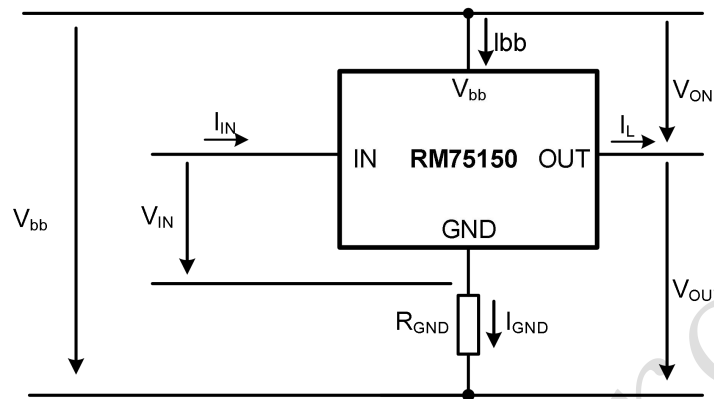 Ibb
V_bb
V_ON
I_IN
I_L
IN RM75150 OUT
V_IN
V_bb
GND
V_OU
R_GND
I_GND